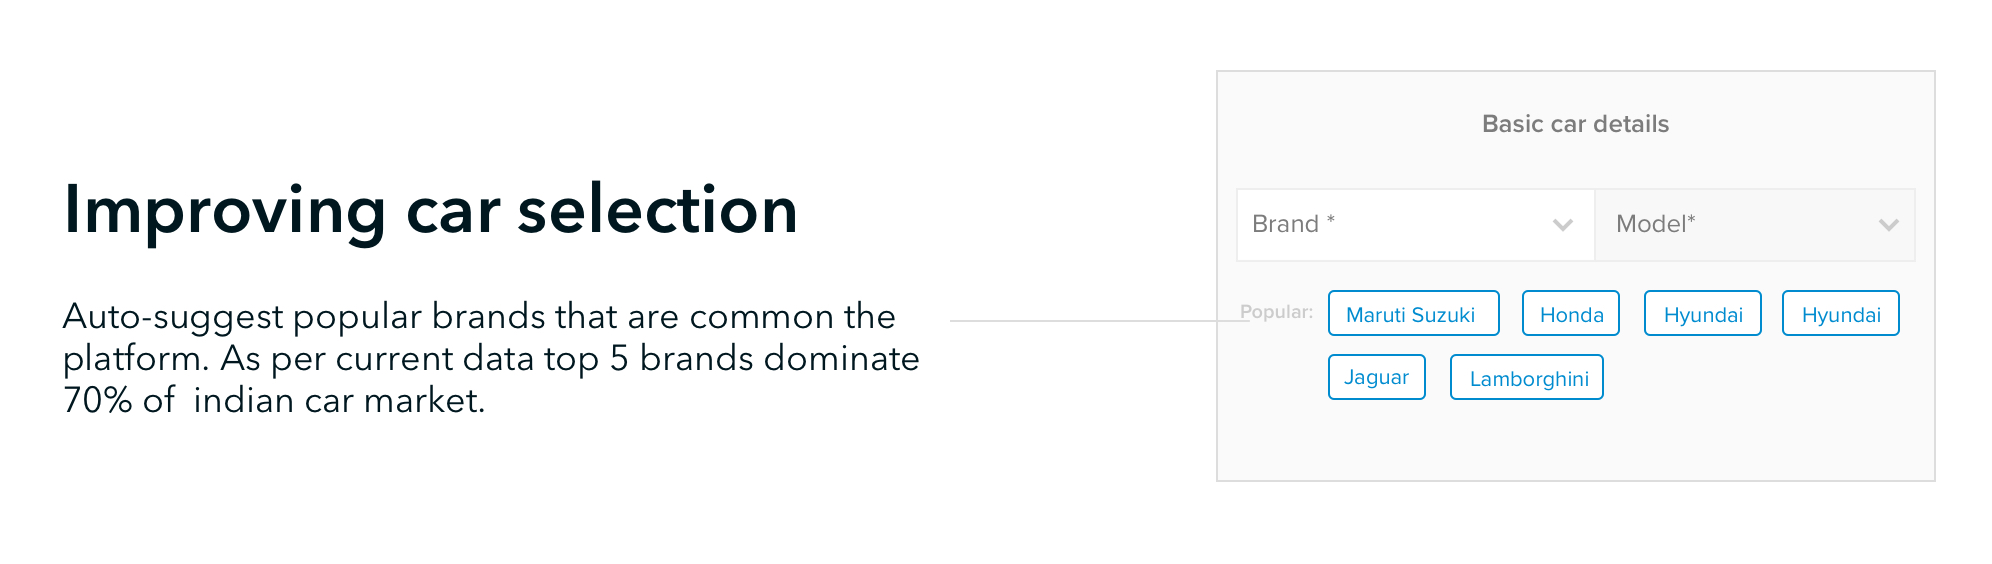 Improving car selection
Auto-suggest popular brands that are common the
platform. As per current data top 5 brands dominate
70% of  indian car market.
Basic car details
Brand * Model*
Popular: Maruti Suzuki Honda Hyundai Hyundai
Jaguar Lamborghini